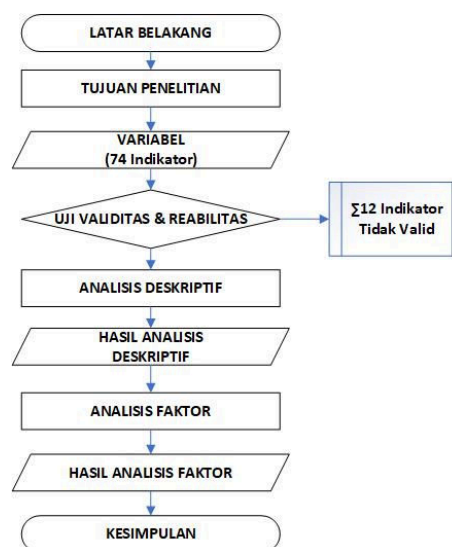 LATAR BELAKANG
TUJUAN PENELITIAN
VARIABEL
(74 Indikator)
UJI VALIDITAS & REABILITAS
∑12 Indikator
Tidak Valid
ANALISIS DESKRIPTIF
HASIL ANALISIS
DESKRIPTIF
ANALISIS FAKTOR
HASIL ANALISIS FAKTOR
KESIMPULAN